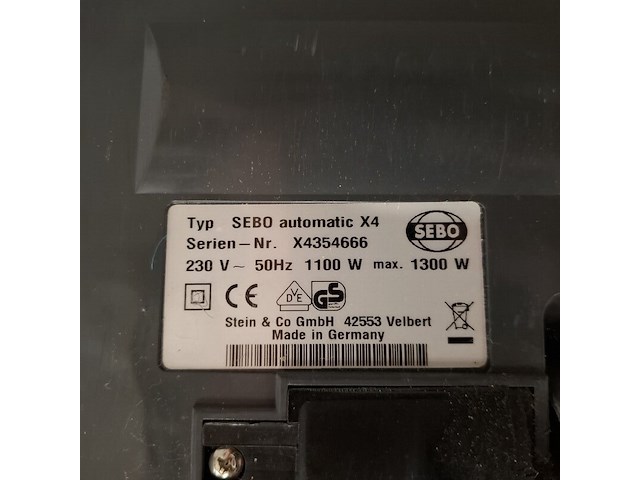 Typ SEBO automatic X4
SEBO
Serien-Nr. X4354666
230 V ~ 50Hz 1100 W max. 1300 W
CE
DVE
GS
Stein & Co GmbH 42553 Velbert
Made in Germany